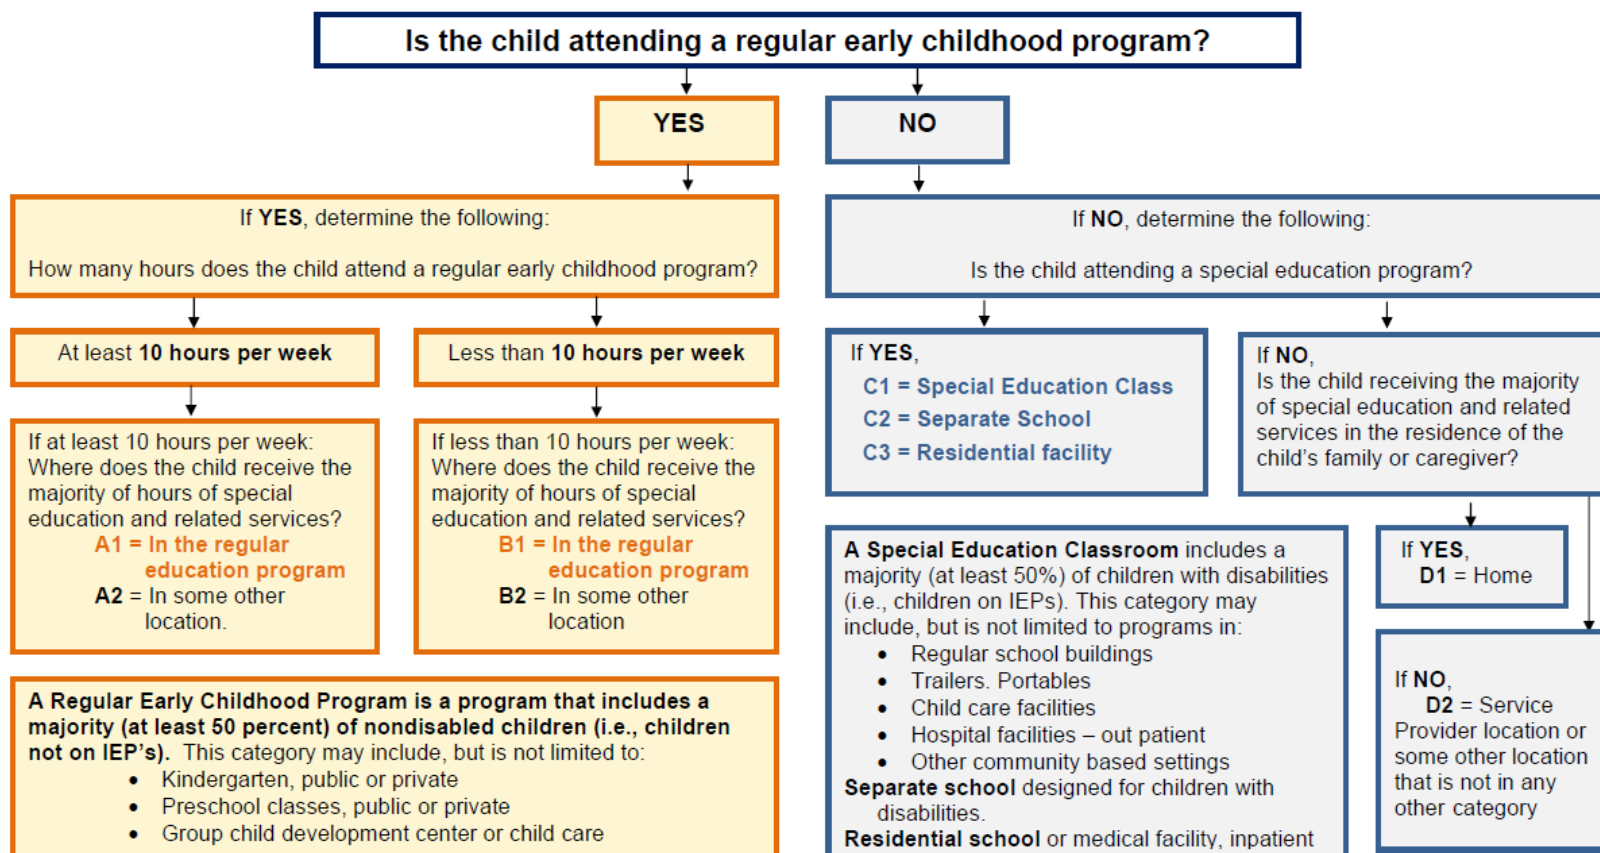 Is the child attending a regular early childhood program?
YES
NO
If YES, determine the following:
How many hours does the child attend a regular early childhood program?
If NO, determine the following:
Is the child attending a special education program?
At least 10 hours per week
Less than 10 hours per week
If at least 10 hours per week:
Where does the child receive the
majority of hours of special
education and related services?
A1 = In the regular
education program
A2 = In some other
location.
If less than 10 hours per week:
Where does the child receive the
majority of hours of special
education and related services?
B1 = In the regular
education program
B2 = In some other
location
A Regular Early Childhood Program is a program that includes a
majority (at least 50 percent) of nondisabled children (i.e., children
not on IEP's). This category may include, but is not limited to:
• Kindergarten, public or private
• Preschool classes, public or private
• Group child development center or child care
If YES,
C1 = Special Education Class
C2 = Separate School
C3 = Residential facility
If NO,
Is the child receiving the majority
of special education and related
services in the residence of the
child's family or caregiver?
A Special Education Classroom includes a
majority (at least 50%) of children with disabilities
(i.e., children on IEPs). This category may
include, but is not limited to programs in:
• Regular school buildings
• Trailers. Portables
• Child care facilities
• Hospital facilities – out patient
• Other community based settings
Separate school designed for children with
disabilities.
Residential school or medical facility, inpatient
If YES,
D1 = Home
If NO,
D2 = Service
Provider location or
some other location
that is not in any
other category